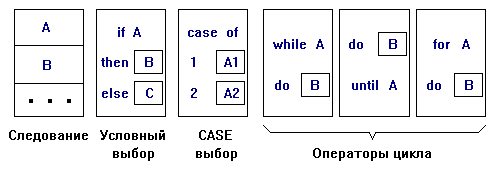 A
B
. . .
Следование
if A
then B
else C
Условный
выбор
case of
1 A1
2 A2
CASE
выбор
while A
do B
do B
until A
for A
do B
Операторы цикла